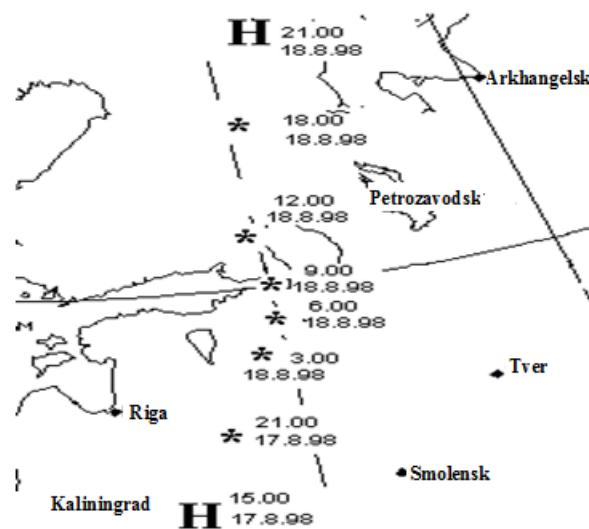 H 21.00
18.8.98
Arkhangelsk
18.00
* 18.8.98
Petrozavodsk
12.00
18.8.98
*
9.00
* 18.8.98
6.00
* 18.8.98
M
* 3.00
18.8.98
Tver
Riga
21.00
* 17.8.98
Smolensk
Kaliningrad
H 15.00
17.8.98